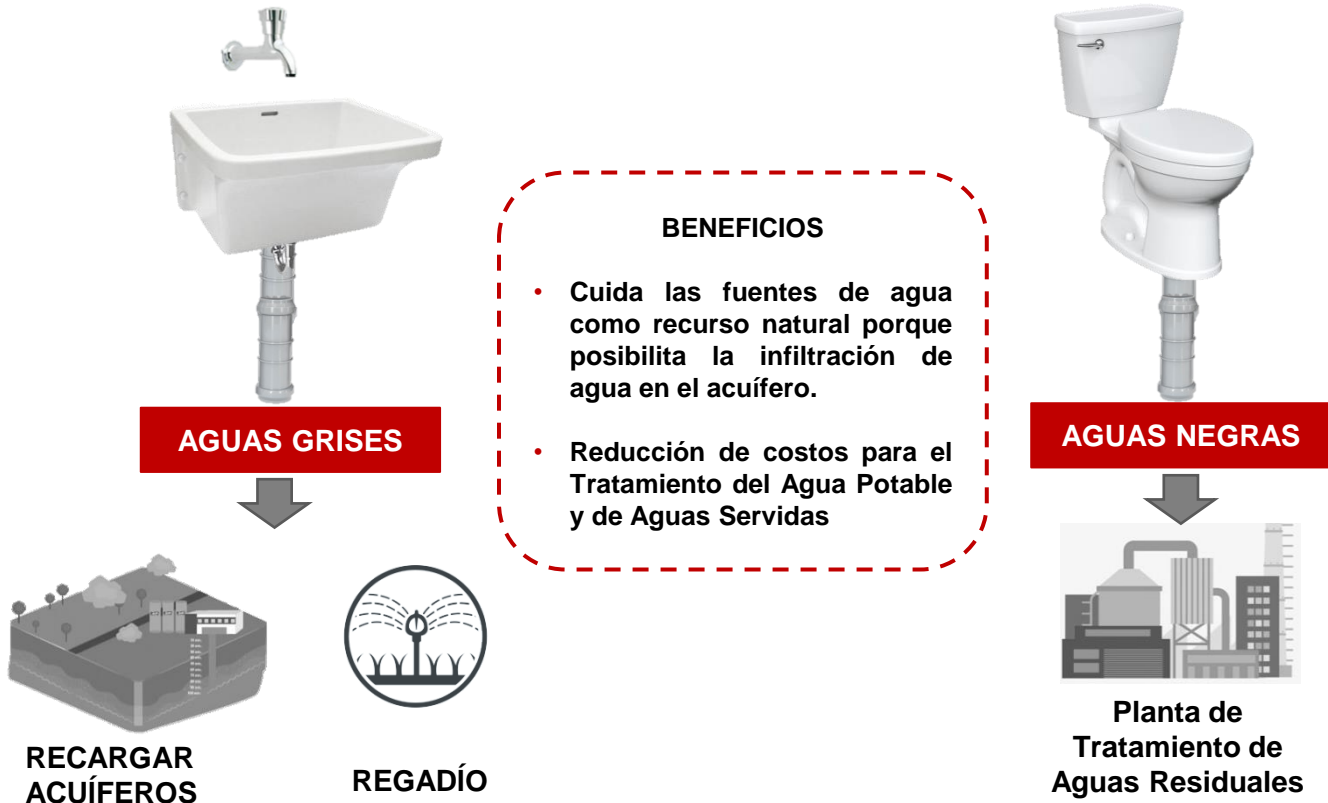 BENEFICIOS
• Cuida las fuentes de agua
como recurso natural porque
posibilita la infiltración de
agua en el acuífero.
• Reducción de costos para el
Tratamiento del Agua Potable
y de Aguas Servidas
AGUAS GRISES
AGUAS NEGRAS
RECARGAR
ACUÍFEROS
REGADÍO
Planta de
Tratamiento de
Aguas Residuales